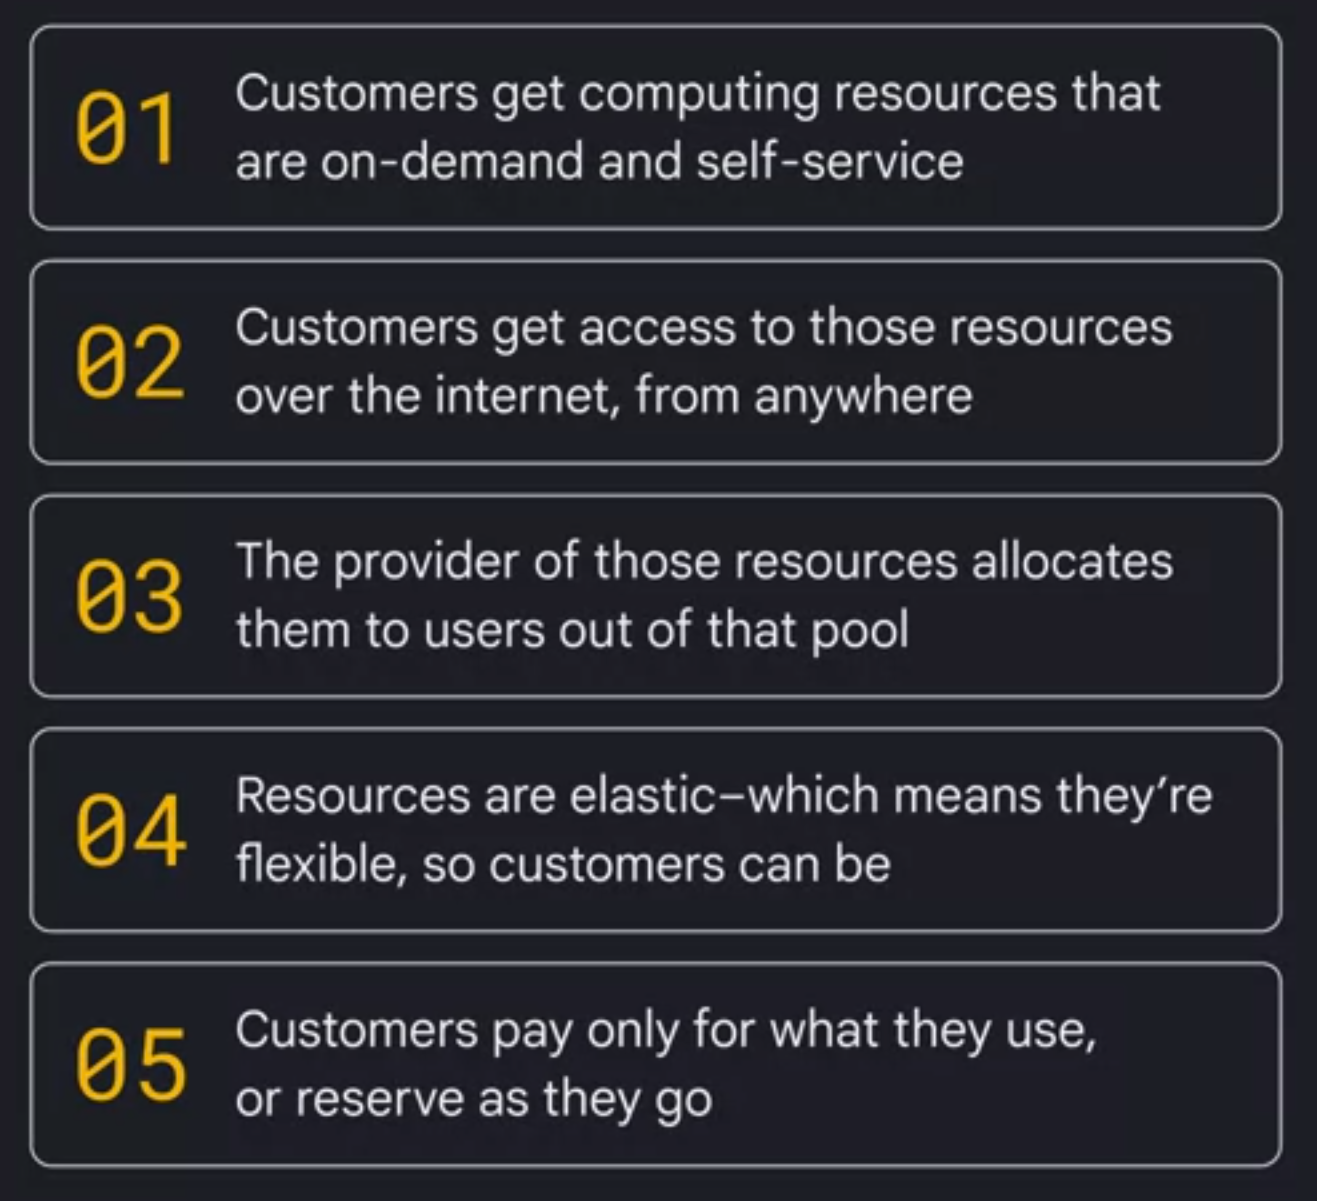 01
Customers get computing resources that
are on-demand and self-service
02
Customers get access to those resources
over the internet, from anywhere
03
The provider of those resources allocates
them to users out of that pool
04
Resources are elastic–which means they’re
flexible, so customers can be
05
Customers pay only for what they use,
or reserve as they go